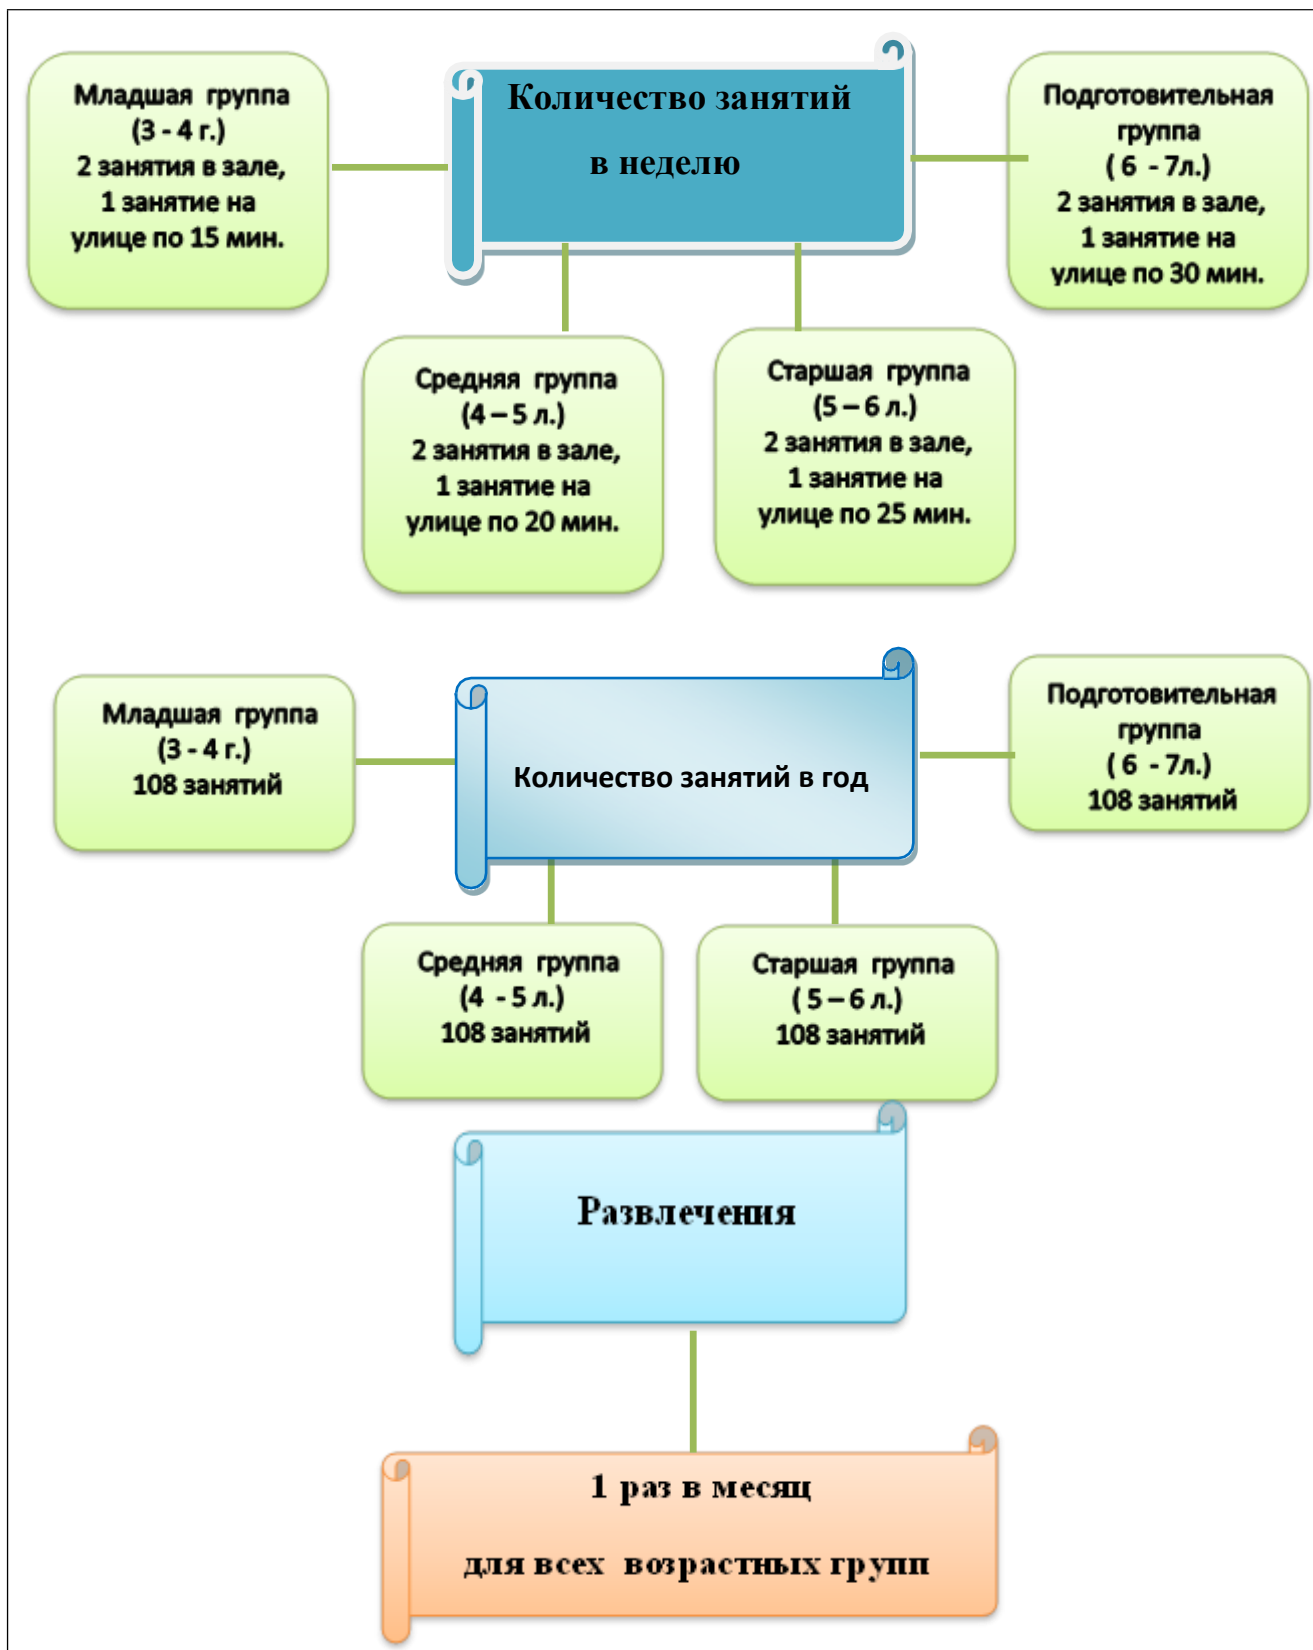 Количество занятий
в неделю
Младшая группа
(3 - 4 г.)
2 занятия в зале,
1 занятие на
улице по 15 мин.
Подготовительная
группа
( 6 - 7л.)
2 занятия в зале,
1 занятие на
улице по 30 мин.
Средняя группа
(4 – 5 л.)
2 занятия в зале,
1 занятие на
улице по 20 мин.
Старшая группа
(5 – 6 л.)
2 занятия в зале,
1 занятие на
улице по 25 мин.
Количество занятий в год
Младшая группа
(3 - 4 г.)
108 занятий
Подготовительная
группа
( 6 - 7л.)
108 занятий
Средняя группа
(4 - 5 л.)
108 занятий
Старшая группа
( 5 – 6 л.)
108 занятий
Развлечения
1 раз в месяц
для всех возрастных групп